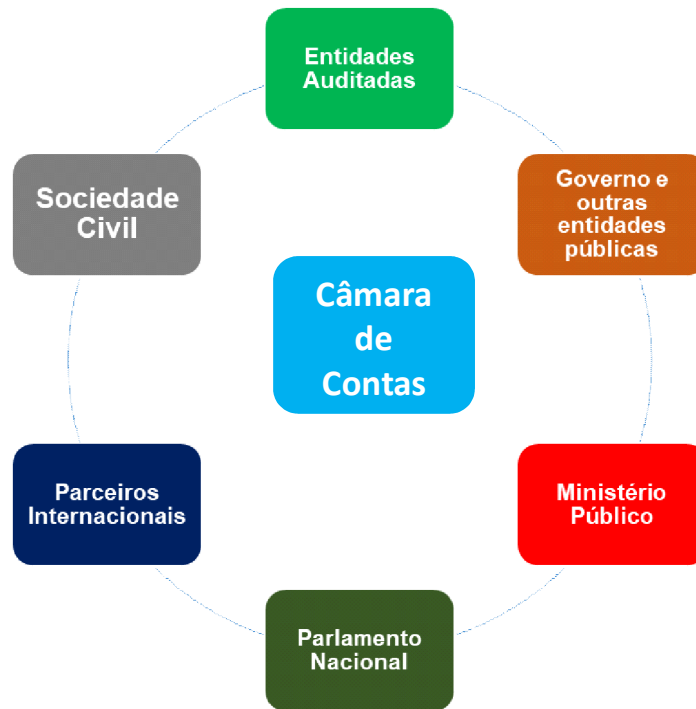 Entidades
Auditadas
Sociedade
Civil
Governo e
outras
entidades
públicas
Câmara
de
Contas
Parceiros
Internacionais
Ministério
Público
Parlamento
Nacional